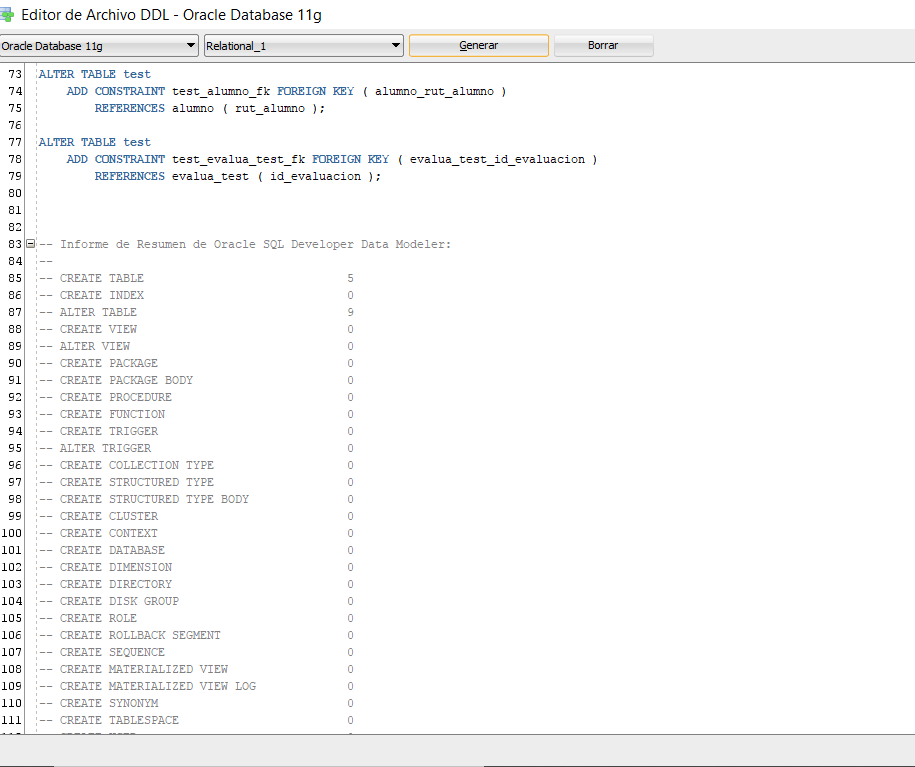 Editor de Archivo DDL - Oracle Database 11g
Oracle Database 11g Relational_1 Generar Borrar
73 ALTER TABLE test
74 ADD CONSTRAINT test_alumno_fk FOREIGN KEY ( alumno_rut_alumno )
75 REFERENCES alumno ( rut_alumno );
76
77 ALTER TABLE test
78 ADD CONSTRAINT test_evalua_test_fk FOREIGN KEY ( evalua_test_id_evaluacion )
79 REFERENCES evalua_test ( id_evaluacion );
80
81
82
83 -- Informe de Resumen de Oracle SQL Developer Data Modeler:
84 --
85 -- CREATE TABLE 5
86 -- CREATE INDEX 0
87 -- ALTER TABLE 9
88 -- CREATE VIEW 0
89 -- ALTER VIEW 0
90 -- CREATE PACKAGE 0
91 -- CREATE PACKAGE BODY 0
92 -- CREATE PROCEDURE 0
93 -- CREATE FUNCTION 0
94 -- CREATE TRIGGER 0
95 -- ALTER TRIGGER 0
96 -- CREATE COLLECTION TYPE 0
97 -- CREATE STRUCTURED TYPE 0
98 -- CREATE STRUCTURED TYPE BODY 0
99 -- CREATE CLUSTER 0
100 -- CREATE CONTEXT 0
101 -- CREATE DATABASE 0
102 -- CREATE DIMENSION 0
103 -- CREATE DIRECTORY 0
104 -- CREATE DISK GROUP 0
105 -- CREATE ROLE 0
106 -- CREATE ROLLBACK SEGMENT 0
107 -- CREATE SEQUENCE 0
108 -- CREATE MATERIALIZED VIEW 0
109 -- CREATE MATERIALIZED VIEW LOG 0
110 -- CREATE SYNONYM 0
111 -- CREATE TABLESPACE 0